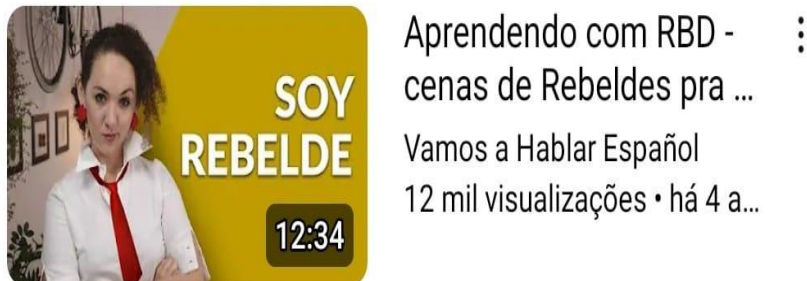 SOY
REBELDE
12:34
Aprendendo com RBD -
cenas de Rebeldes pra ...
Vamos a Hablar Español
12 mil visualizações • há 4 a...